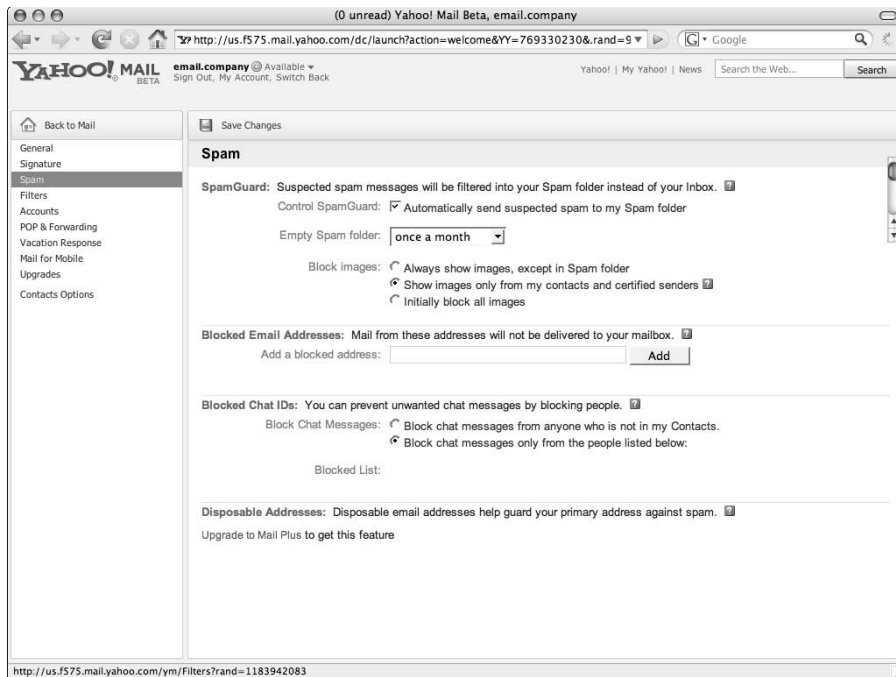 (0 unread) Yahoo! Mail Beta, email.company
http://us.f575.mail.yahoo.com/dc/launch?action=welcome&YY=769330230&.rand=9
G Google
YAHOO! MAIL BETA
email.company Available
Sign Out, My Account, Switch Back
Yahoo! | My Yahoo! | News
Search the Web...
Search
Back to Mail
General
Signature
Spam
Filters
Accounts
POP & Forwarding
Vacation Response
Mail for Mobile
Upgrades
Contacts Options
Save Changes
Spam
SpamGuard: Suspected spam messages will be filtered into your Spam folder instead of your Inbox. ?
Control SpamGuard: Automatically send suspected spam to my Spam folder
Empty Spam folder: once a month
Block images: Always show images, except in Spam folder
Show images only from my contacts and certified senders ?
Initially block all images
Blocked Email Addresses: Mail from these addresses will not be delivered to your mailbox. ?
Add a blocked address: Add
Blocked Chat IDs: You can prevent unwanted chat messages by blocking people. ?
Block Chat Messages: Block chat messages from anyone who is not in my Contacts.
Block chat messages only from the people listed below:
Blocked List:
Disposable Addresses: Disposable email addresses help guard your primary address against spam. ?
Upgrade to Mail Plus to get this feature
http://us.f575.mail.yahoo.com/ym/Filters?rand=1183942083